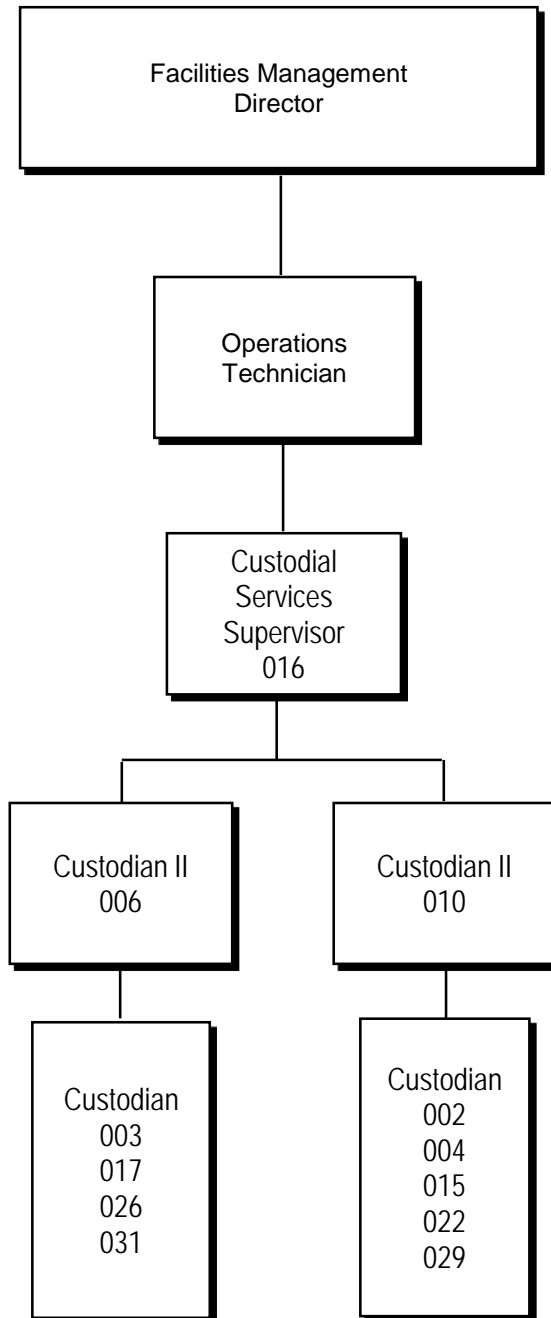 Facilities Management
Director
Operations
Technician
Custodial
Services
Supervisor
016
Custodian II
006
Custodian II
010
Custodian
003
017
026
031
Custodian
002
004
015
022
029